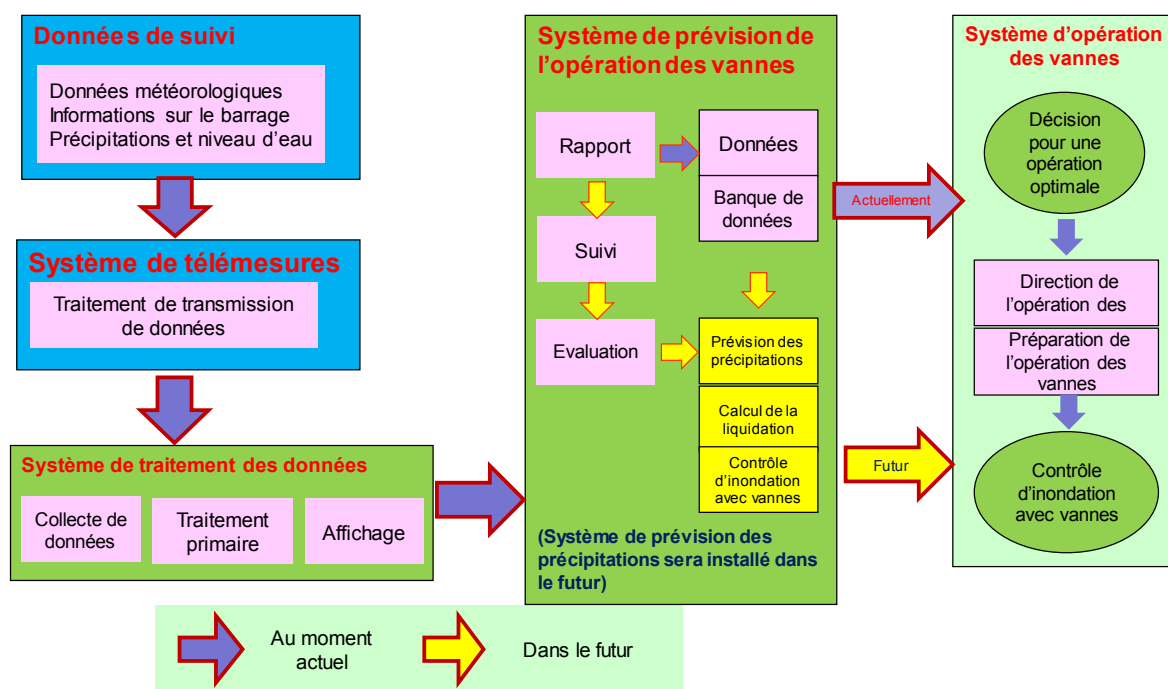 Données de suivi
Données météorologiques
Informations sur le barrage
Précipitations et niveau d'eau
Système de télémesures
Traitement de transmission
de données
Système de traitement des données
Collecte de
données
Traitement
primaire
Affichage
Système de prévision de
l'opération des vannes
Rapport
Données
Banque de
données
Suivi
Evaluation
Prévision des
précipitations
Calcul de la
liquidation
Contrôle
d'inondation
avec vannes
(Système de prévision des
précipitations sera installé dans
le futur)
Actuellement
Futur
Système d'opération
des vannes
Décision
pour une
opération
optimale
Direction de
l'opération des
Préparation de
l'opération des
vannes
Contrôle
d'inondation
avec vannes
Au moment
actuel
Dans le futur